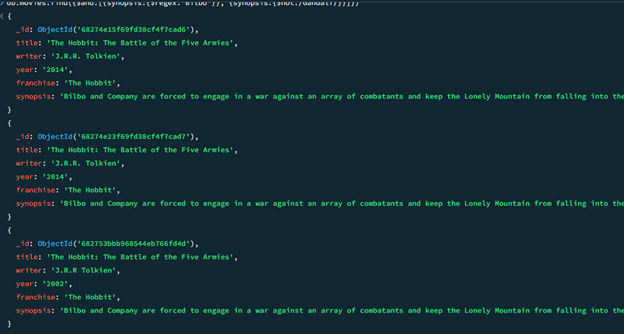 db.movies.find({$and:[{synopsis:{$regex:"Bilbo"}}, {synopsis:{$not:/Gandalf/}}]})
{
_id: ObjectId('68274e15f69fd38cf4f7cad6'),
title: 'The Hobbit: The Battle of the Five Armies',
writer: 'J.R.R. Tolkien',
year: '2014',
franchise: 'The Hobbit',
synopsis: 'Bilbo and Company are forced to engage in a war against an array of combatants and keep the Lonely Mountain from falling into the
}
{
_id: ObjectId('68274e23f69fd38cf4f7cad7'),
title: 'The Hobbit: The Battle of the Five Armies',
writer: 'J.R.R. Tolkien',
year: '2014',
franchise: 'The Hobbit',
synopsis: 'Bilbo and Company are forced to engage in a war against an array of combatants and keep the Lonely Mountain from falling into the
}
{
_id: ObjectId('682753bbb968544eb766fd4d'),
title: 'The Hobbit: The Battle of the Five Armies',
writer: 'J.R.R Tolkien',
year: '2002',
franchise: 'The Hobbit',
synopsis: 'Bilbo and Company are forced to engage in a war against an array of combatants and keep the Lonely Mountain from falling into the
}